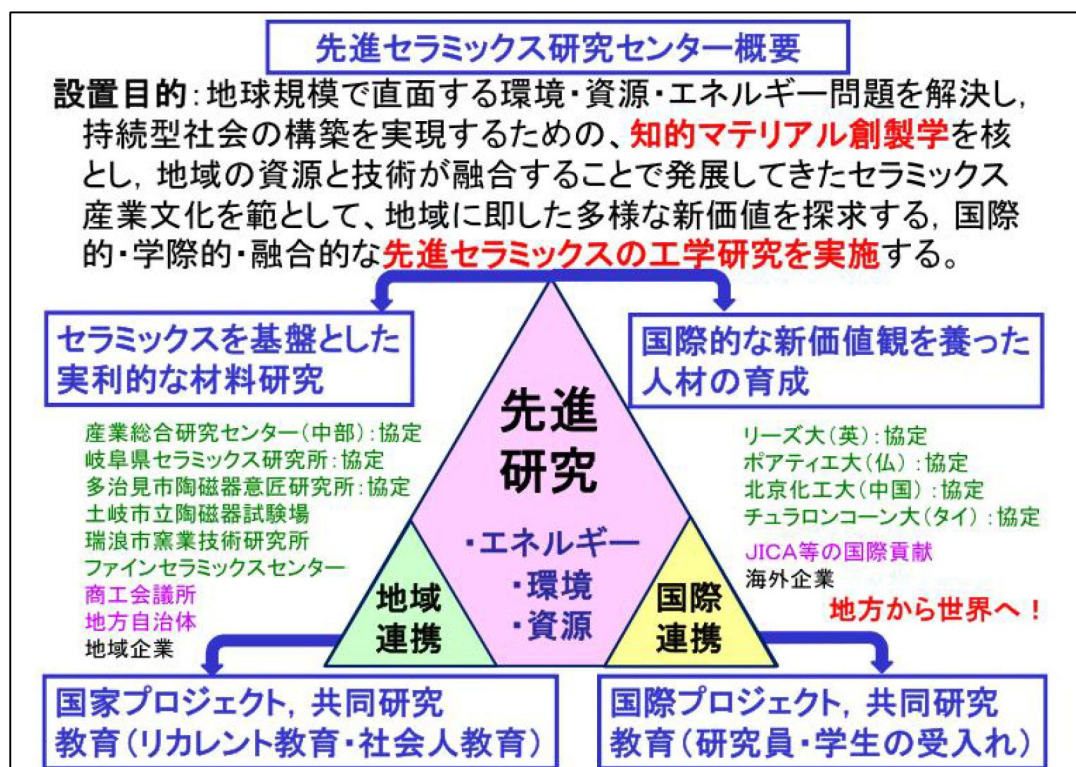 先進セラミックス研究センター概要
設置目的:地球規模で直面する環境・資源・エネルギー問題を解決し,
持続型社会の構築を実現するための、知的マテリアル創製学を核
とし, 地域の資源と技術が融合することで発展してきたセラミックス
産業文化を範として、地域に即した多様な新価値を探求する, 国際
的・学際的・融合的な先進セラミックスの工学研究を実施する。
セラミックスを基盤とした
実利的な材料研究
国際的な新価値観を養った
人材の育成
産業総合研究センター(中部):協定
岐阜県セラミックス研究所:協定
多治見市陶磁器意匠研究所:協定
土岐市立陶磁器試験場
瑞浪市窯業技術研究所
ファインセラミックスセンター
商工会議所
地方自治体
地域企業
先進
研究
・エネルギー
・環境
・資源
地域
連携
国際
連携
リーズ大(英):協定
ポアティエ大(仏):協定
北京化工大(中国):協定
チュラロンコーン大(タイ):協定
JICA等の国際貢献
海外企業
地方から世界へ!
国家プロジェクト, 共同研究
教育(リカレント教育・社会人教育)
国際プロジェクト, 共同研究
教育(研究員・学生の受入れ)